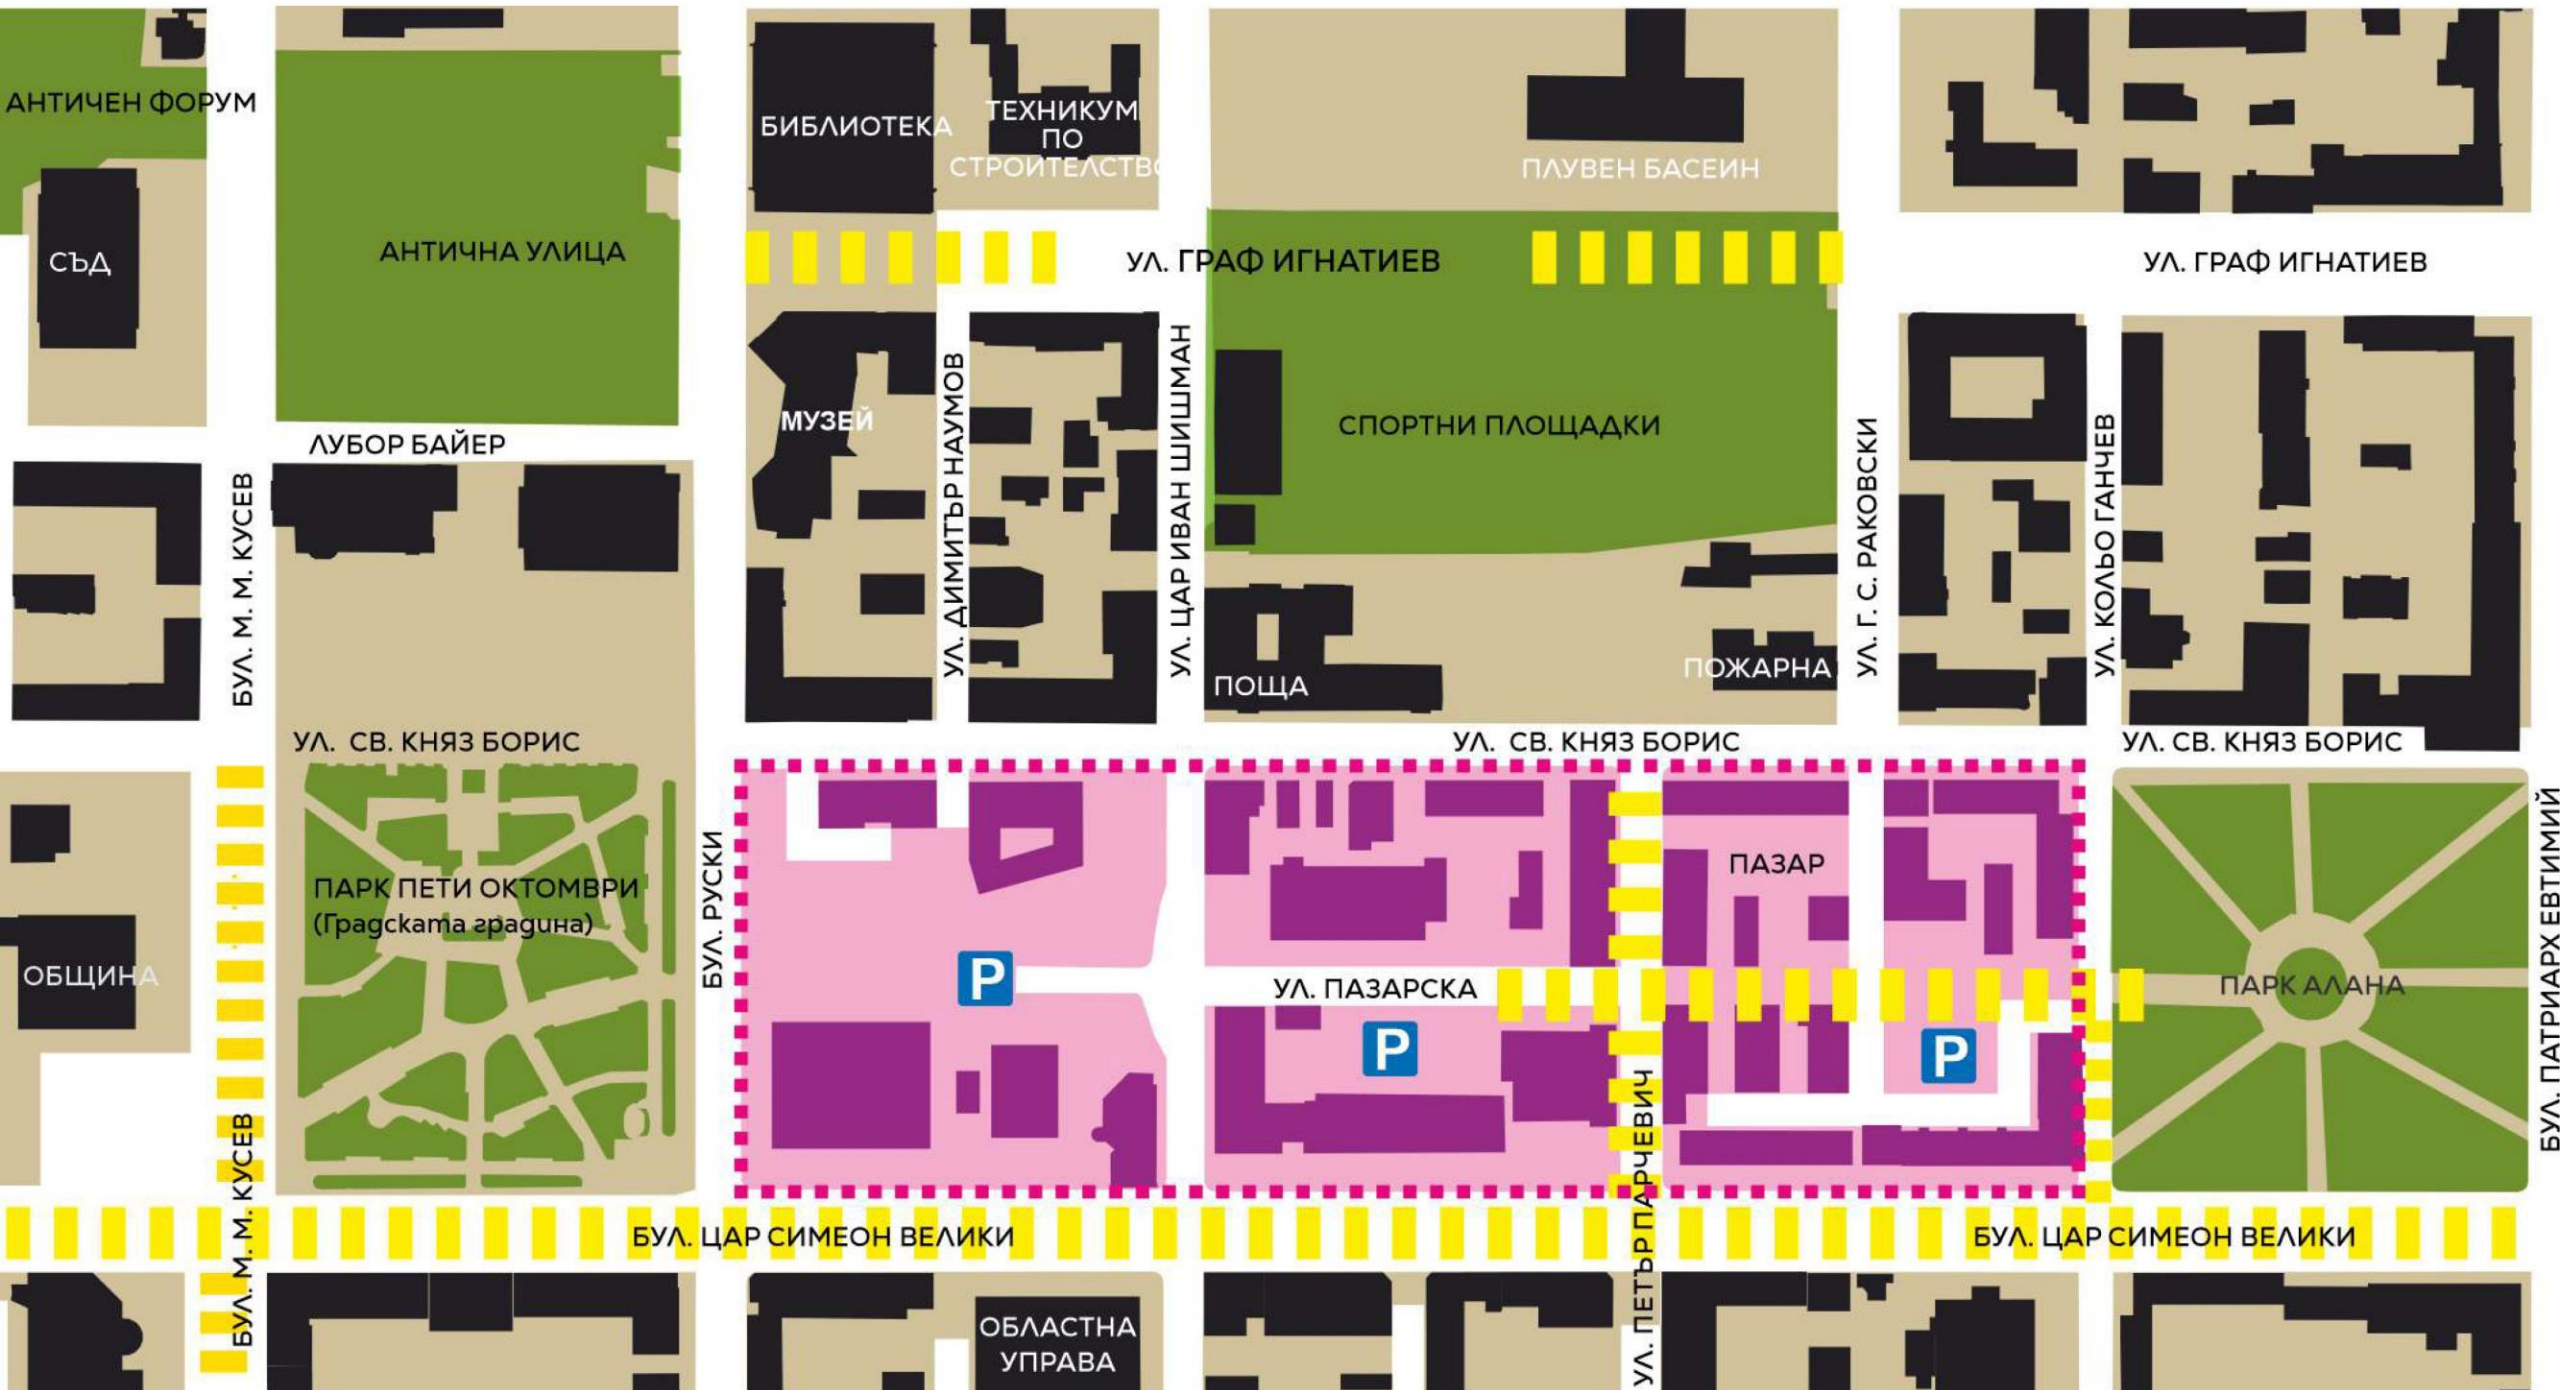 АНТИЧЕН ФОРУМ
СЪД
АНТИЧНА УЛИЦА
БИБЛИОТЕКА
ТЕХНИКУМ
ПО
СТРОИТЕЛСТВО
ПЛУВЕН БАСЕИН
УЛ. ГРАФ ИГНАТИЕВ
УЛ. ГРАФ ИГНАТИЕВ
МУЗЕЙ
СПОРТНИ ПЛОЩАДКИ
ЛУБОР БАЙЕР
БУЛ. М. М. КУСЕВ
УЛ. ДИМИТЪР НАУМОВ
УЛ. ЦАР ИВАН ШИШМАН
УЛ. Г. С. РАКОВСКИ
УЛ. КОЛЬО ГАНЧЕВ
ПОЩА
ПОЖАРНА
УЛ. СВ. КНЯЗ БОРИС
УЛ. СВ. КНЯЗ БОРИС
УЛ. СВ. КНЯЗ БОРИС
ПАРК ПЕТИ ОКТОМВРИ
(Градската градина)
БУЛ. РУСКИ
ПАЗАР
БУЛ. ПАТРИАРХ ЕВТИМИЙ
ОБЩИНА
P
УЛ. ПАЗАРСКА
ПАРК АЛАНА
P
P
БУЛ. М. М. КУСЕВ
УЛ. ПЕТЪР ПАРЧЕВИЧ
БУЛ. ЦАР СИМЕОН ВЕЛИКИ
БУЛ. ЦАР СИМЕОН ВЕЛИКИ
ОБЛАСТНА
УПРАВА